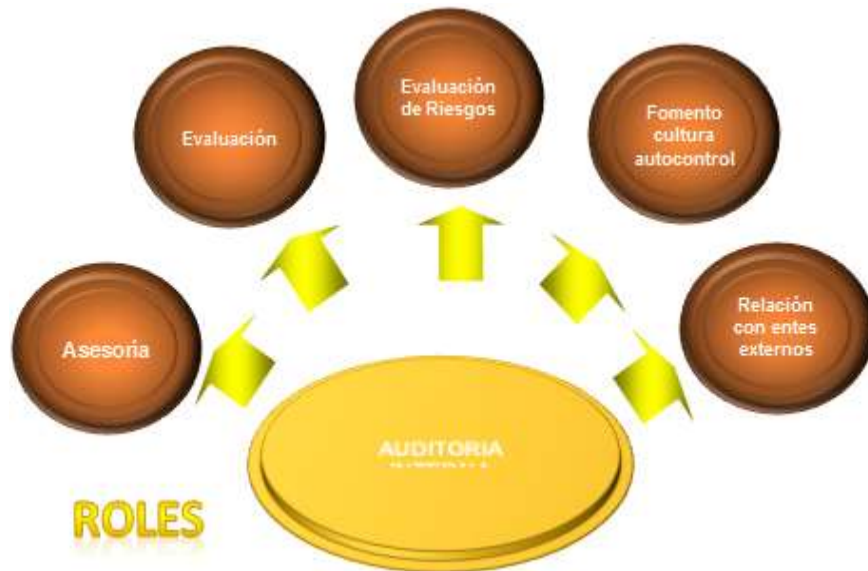 Evaluación
de Riesgos
Evaluación
Fomento
cultura
autocontrol
Asesoria
Relación
con entes
externos
AUDITORIA
ROLES